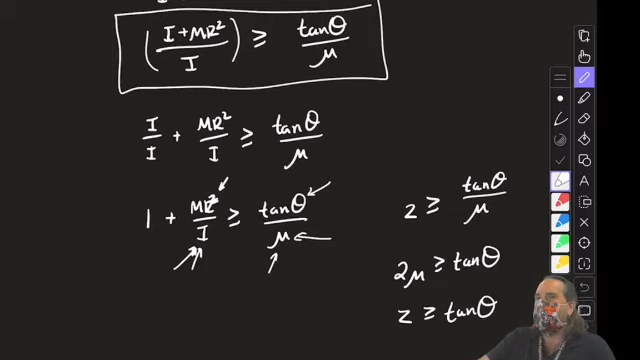 (I + MR²/I) ≥ tanθ/μ
I/I + MR²/I ≥ tanθ/μ
1 + MR²/I ≥ tanθ/μ
2 ≥ tanθ/μ
2μ ≥ tanθ
2 ≥ tanθ
A